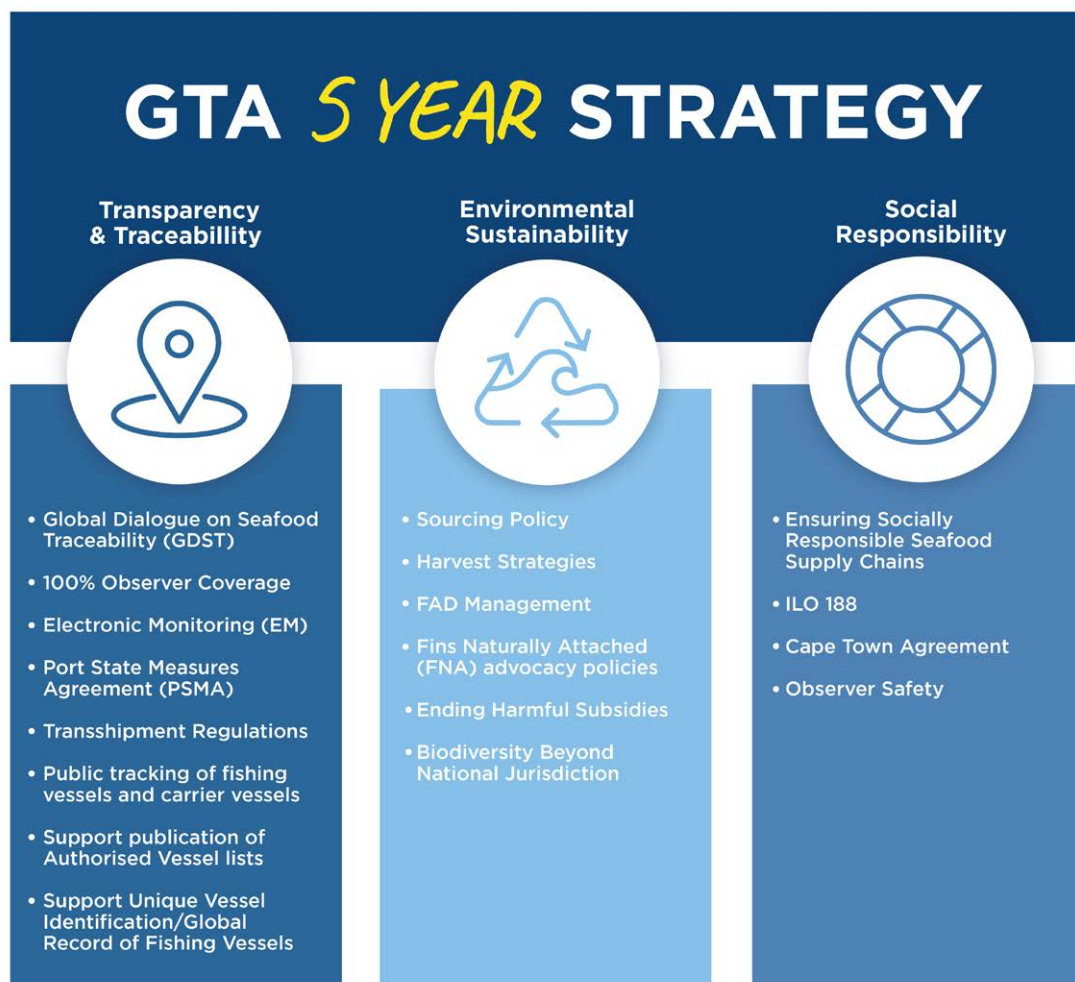 GTA 5 YEAR STRATEGY
Transparency
& Traceabillity
• Global Dialogue on Seafood
Traceability (GDST)
• 100% Observer Coverage
• Electronic Monitoring (EM)
• Port State Measures
Agreement (PSMA)
• Transshipment Regulations
• Public tracking of fishing
vessels and carrier vessels
• Support publication of
Authorised Vessel lists
• Support Unique Vessel
Identification/Global
Record of Fishing Vessels
Environmental
Sustainability
• Sourcing Policy
• Harvest Strategies
• FAD Management
• Fins Naturally Attached
(FNA) advocacy policies
• Ending Harmful Subsidies
• Biodiversity Beyond
National Jurisdiction
Social
Responsibility
• Ensuring Socially
Responsible Seafood
Supply Chains
• ILO 188
• Cape Town Agreement
• Observer Safety